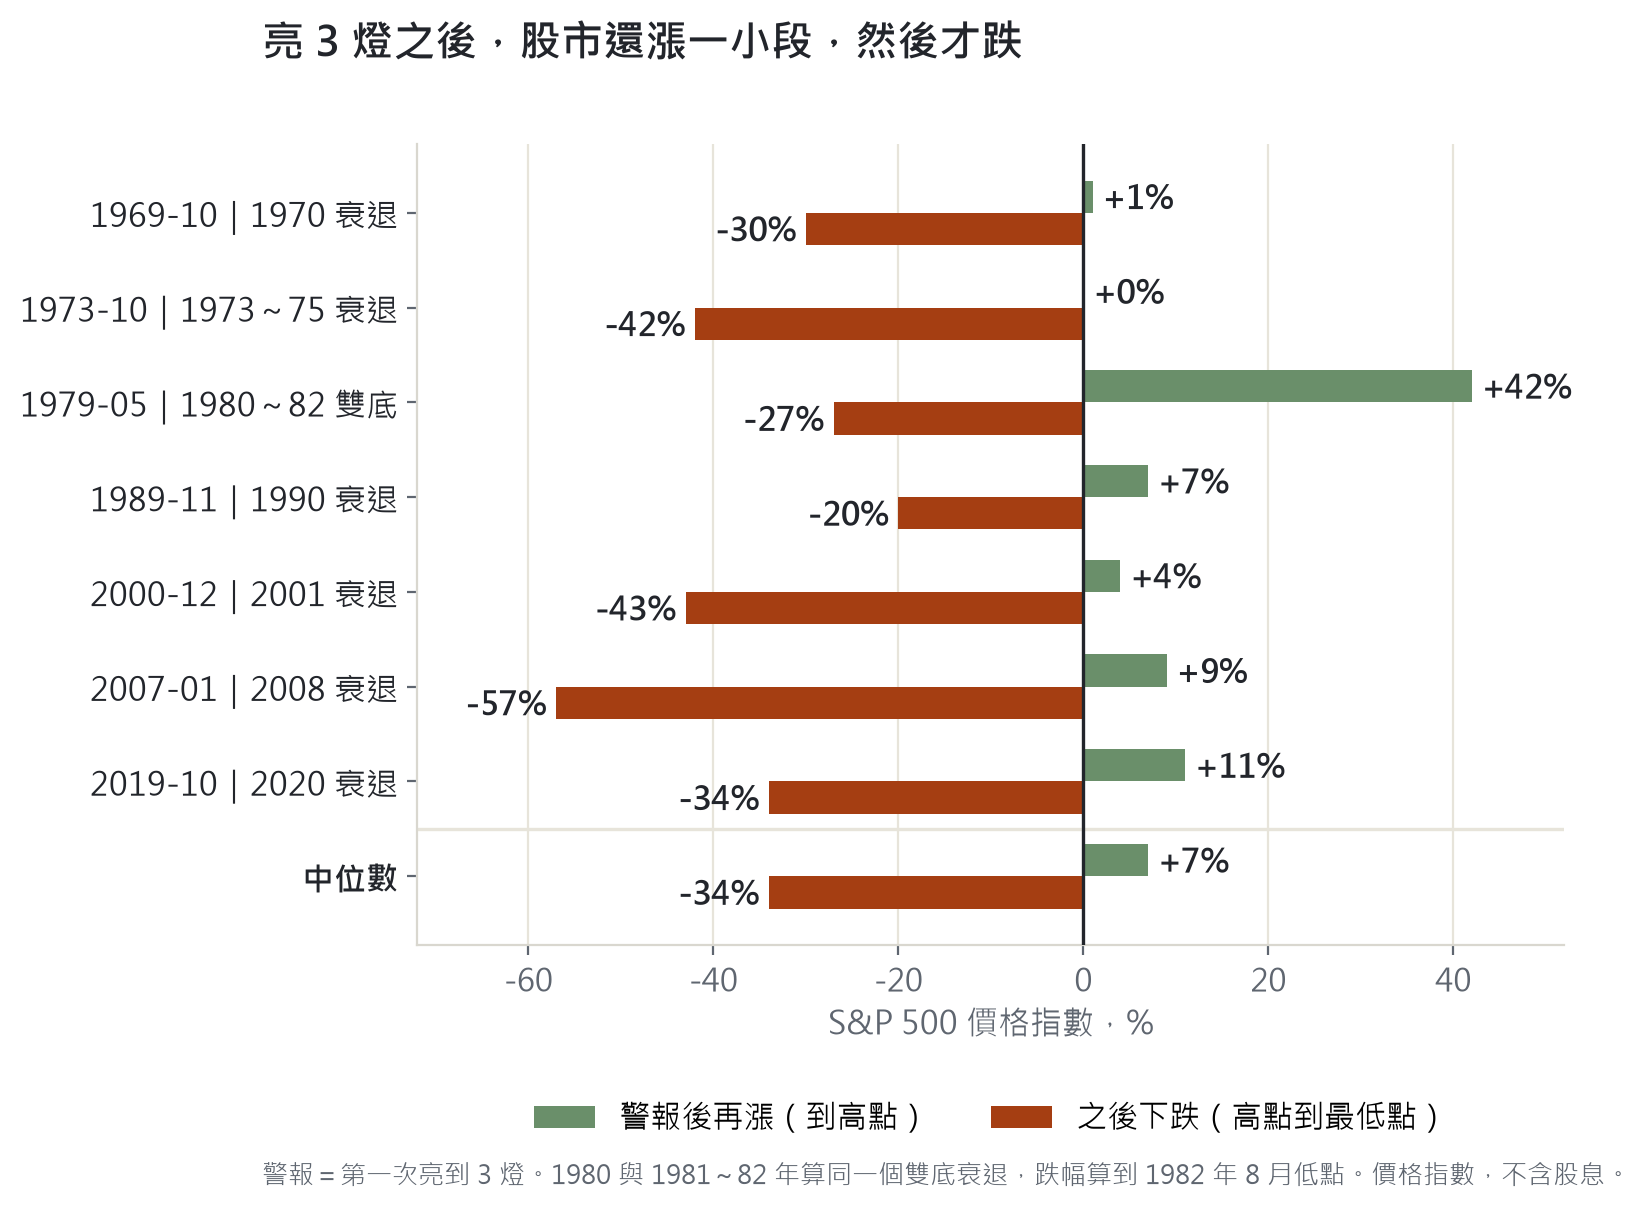 亮 3 燈之後，股市還漲一小段，然後才跌
1969-10 | 1970 衰退
+1%
-30%
1973-10 | 1973～75 衰退
+0%
-42%
1979-05 | 1980～82 雙底
+42%
-27%
1989-11 | 1990 衰退
+7%
-20%
2000-12 | 2001 衰退
+4%
-43%
2007-01 | 2008 衰退
+9%
-57%
2019-10 | 2020 衰退
+11%
-34%
中位數
+7%
-34%
-60 -40 -20 0 20 40
S&P 500 價格指數，%
警報後再漲（到高點） 之後下跌（高點到最低點）
警報 = 第一次亮到 3 燈。1980 與 1981～82 年算同一個雙底衰退，跌幅算到 1982 年 8 月低點。價格指數，不含股息。